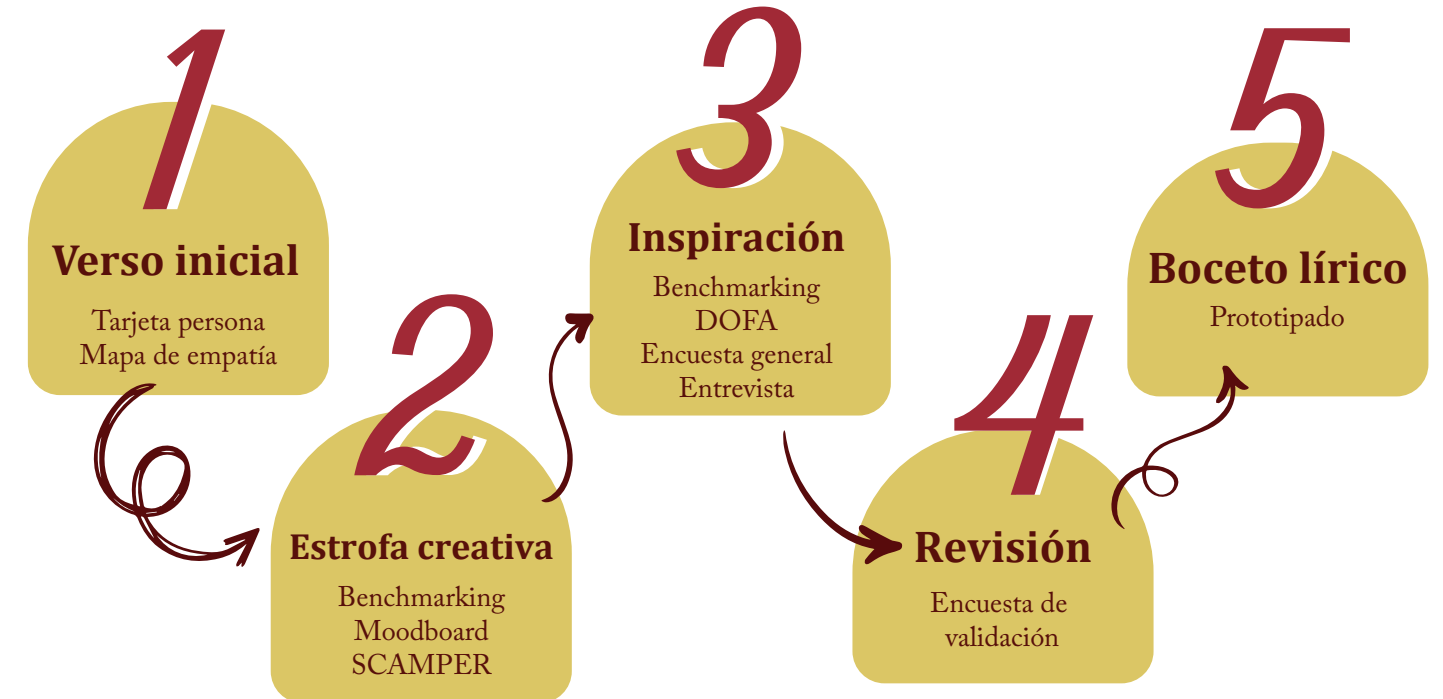 1
Verso inicial
Tarjeta persona
Mapa de empatía
2
Estrofa creativa
Benchmarking
Moodboard
SCAMPER
3
Inspiración
Benchmarking
DOFA
Encuesta general
Entrevista
4
Revisión
Encuesta de
validación
5
Boceto lírico
Prototipado